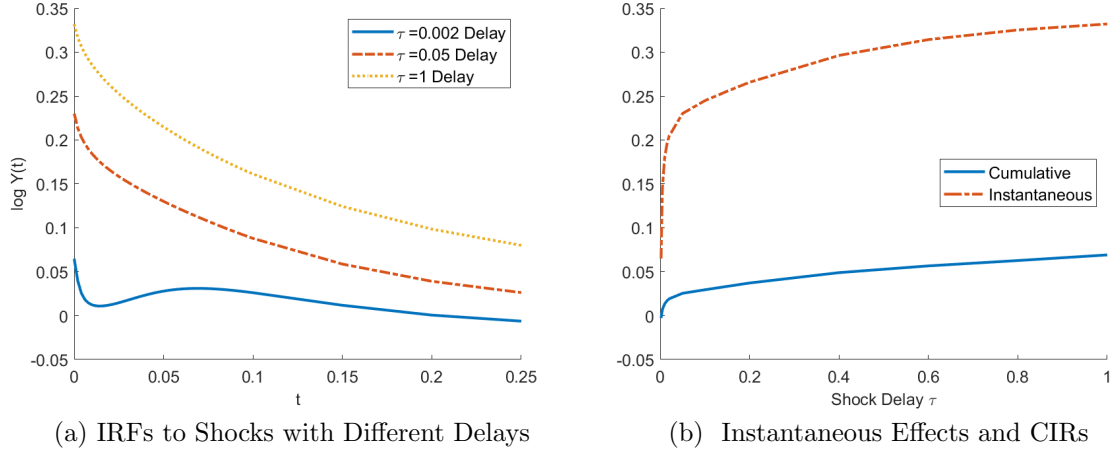 0.35
0.3
0.25
0.2
0.15
0.1
0.05
0
-0.05
log Y(t)
0 0.05 0.1 0.15 0.2 0.25
t
τ =0.002 Delay
τ =0.05 Delay
τ =1 Delay
(a) IRFs to Shocks with Different Delays
0.35
0.3
0.25
0.2
0.15
0.1
0.05
0
-0.05
0 0.2 0.4 0.6 0.8 1
Shock Delay τ
Cumulative
Instantaneous
(b) Instantaneous Effects and CIRs